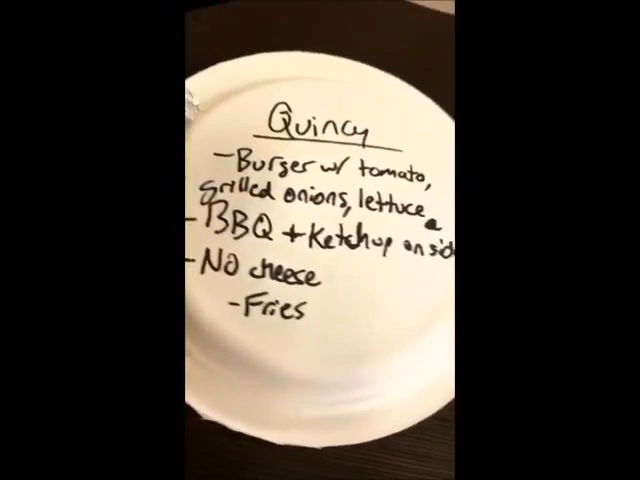 Quincy
- Burger w/ tomato,
grilled onions, lettuce
- BBQ + Ketchup on side
- No cheese
- Fries